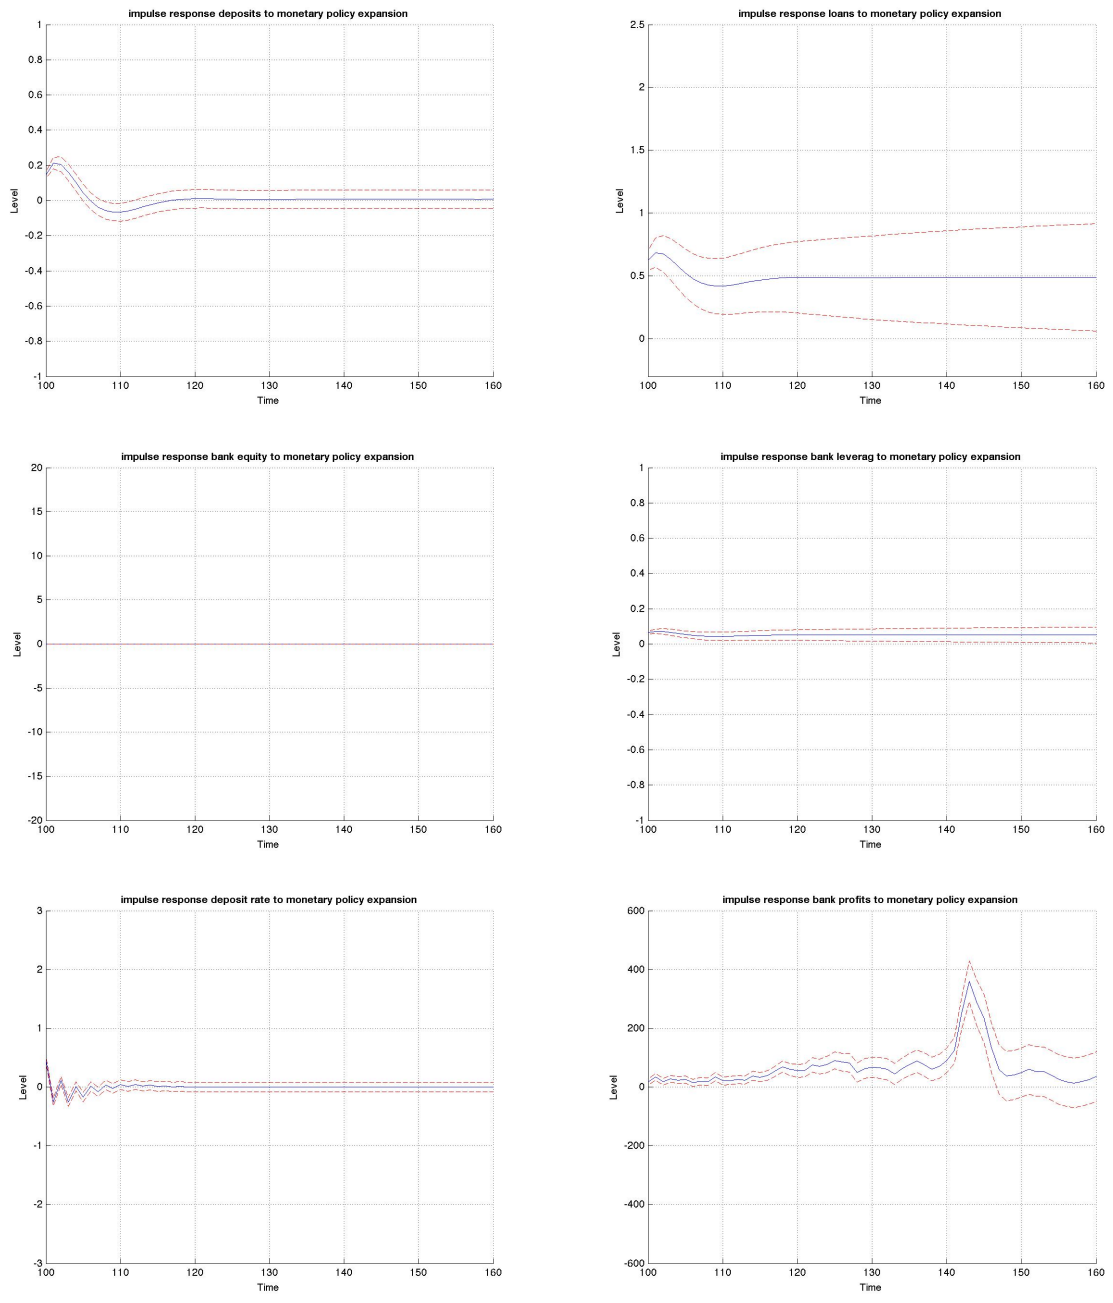 impulse response deposits to monetary policy expansion
1
0.8
0.6
0.4
0.2
0
-0.2
-0.4
-0.6
-0.8
-1
Level
100 110 120 130 140 150 160
Time
impulse response loans to monetary policy expansion
2.5
2
1.5
1
0.5
0
Level
100 110 120 130 140 150 160
Time
impulse response bank equity to monetary policy expansion
20
15
10
5
0
-5
-10
-15
-20
Level
100 110 120 130 140 150 160
Time
impulse response bank leverag to monetary policy expansion
1
0.8
0.6
0.4
0.2
0
-0.2
-0.4
-0.6
-0.8
-1
Level
100 110 120 130 140 150 160
Time
impulse response deposit rate to monetary policy expansion
3
2
1
0
-1
-2
-3
Level
100 110 120 130 140 150 160
Time
impulse response bank profits to monetary policy expansion
600
400
200
0
-200
-400
-600
Level
100 110 120 130 140 150 160
Time